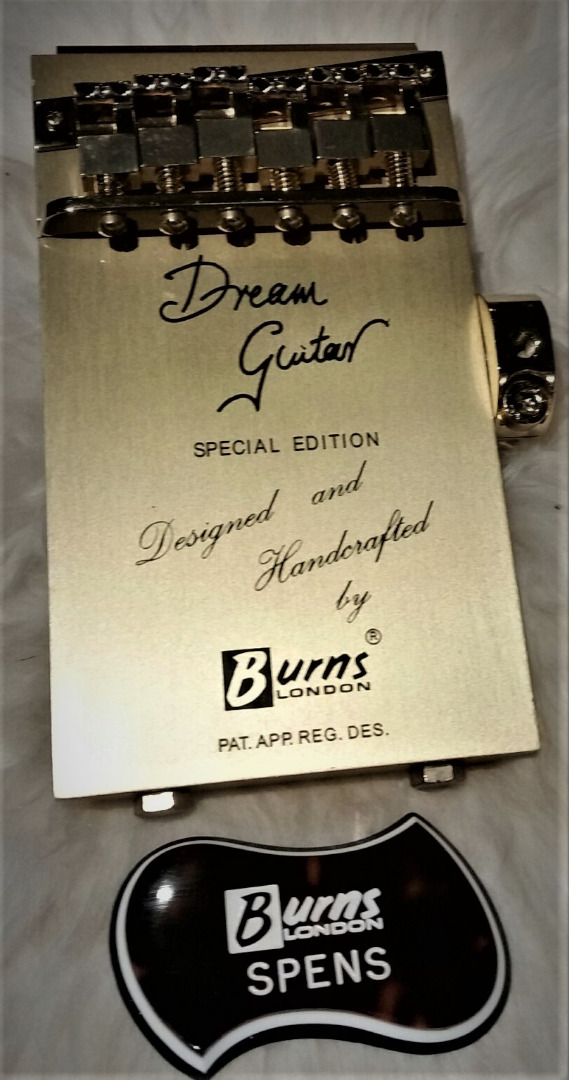 Dream
Guitar
SPECIAL EDITION
Designed and
Handcrafted
by
Burns®
LONDON
PAT. APP. REG. DES.
Burns
LONDON
SPENS